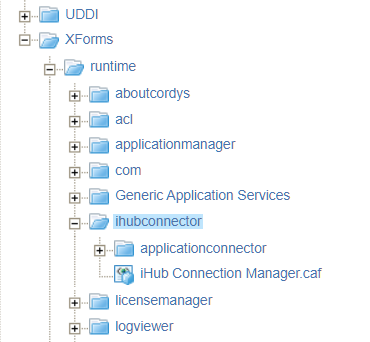 UDDI
XForms
runtime
aboutcordys
acl
applicationmanager
com
Generic Application Services
ihubconnector
applicationconnector
iHub Connection Manager.caf
licensemanager
logviewer